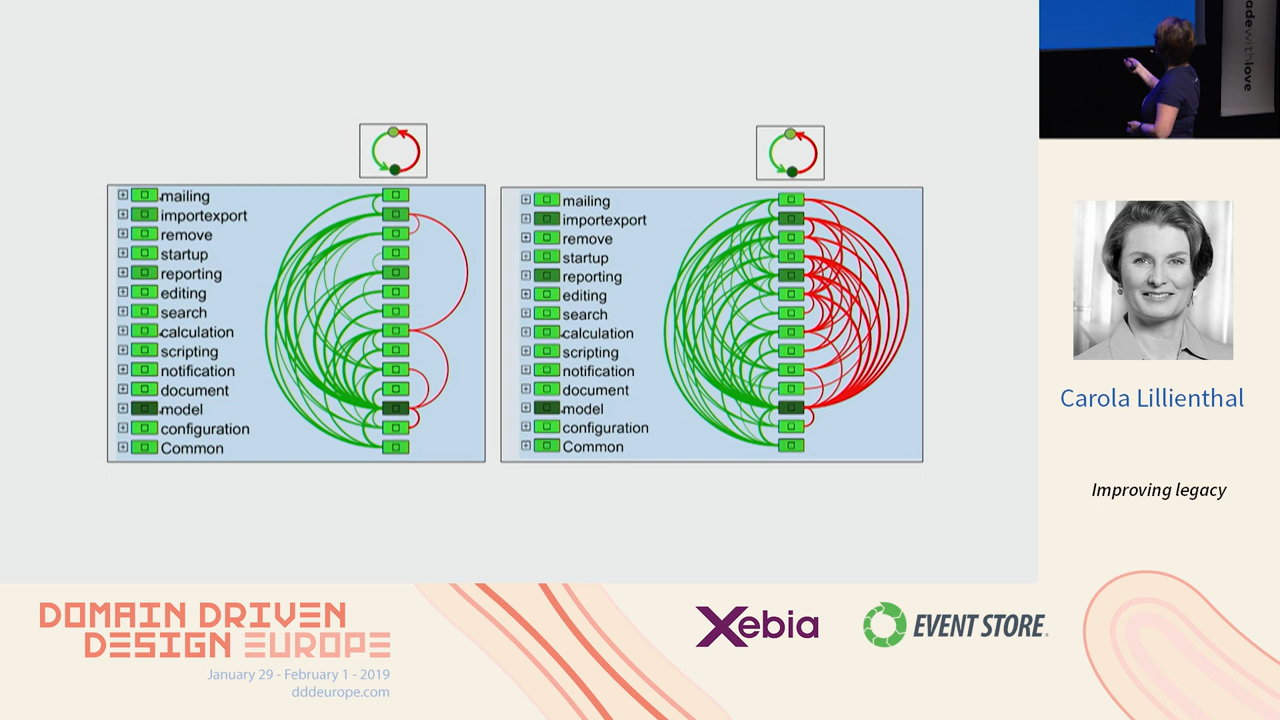 mailing
importexport
remove
startup
reporting
editing
search
calculation
scripting
notification
document
model
configuration
Common
mailing
importexport
remove
startup
reporting
editing
search
calculation
scripting
notification
document
model
configuration
Common
adewithlove
Carola Lillienthal
Improving legacy
DOMAIN DRIVEN
DESIGN EUROPE
January 29 - February 1 - 2019
dddeurope.com
Xebia
EVENT STORE.